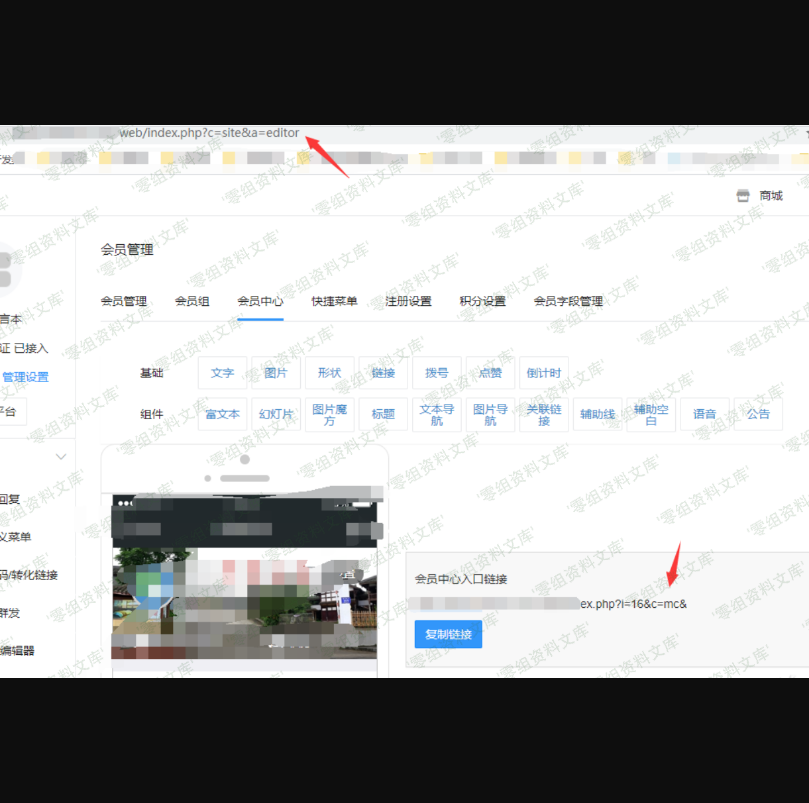 web/index.php?c=site&a=editor
商城
会员管理
会员管理 会员组 会员中心 快捷菜单 注册设置 积分设置 会员字段管理
言本
证 已接入
管理设置
平台
回复
义菜单
码/转化链接
群发
编辑器
基础 文字 图片 形状 链接 拨号 点赞 倒计时
组件 富文本 幻灯片 图片魔方 标题 文本导航 图片导航 关联链接 辅助线 辅助空白 语音 公告
会员中心入口链接
ex.php?i=16&c=mc&
复制链接
零组资料文库